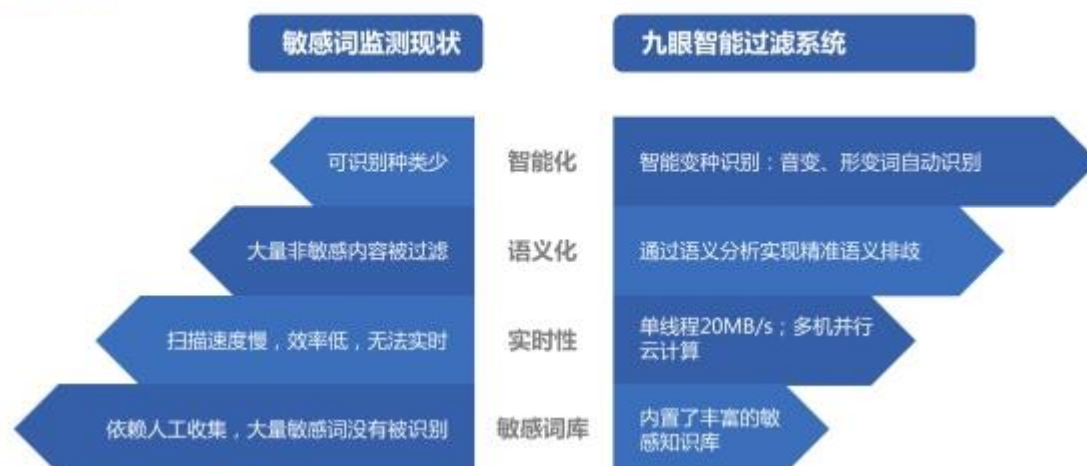 敏感词监测现状
九眼智能过滤系统
可识别种类少
智能化
智能变种识别：音变、形变词自动识别
大量非敏感内容被过滤
语义化
通过语义分析实现精准语义排歧
扫描速度慢，效率低，无法实时
实时性
单线程20MB/s；多机并行
云计算
依赖人工收集，大量敏感词没有被识别
敏感词库
内置了丰富的敏
感知识库